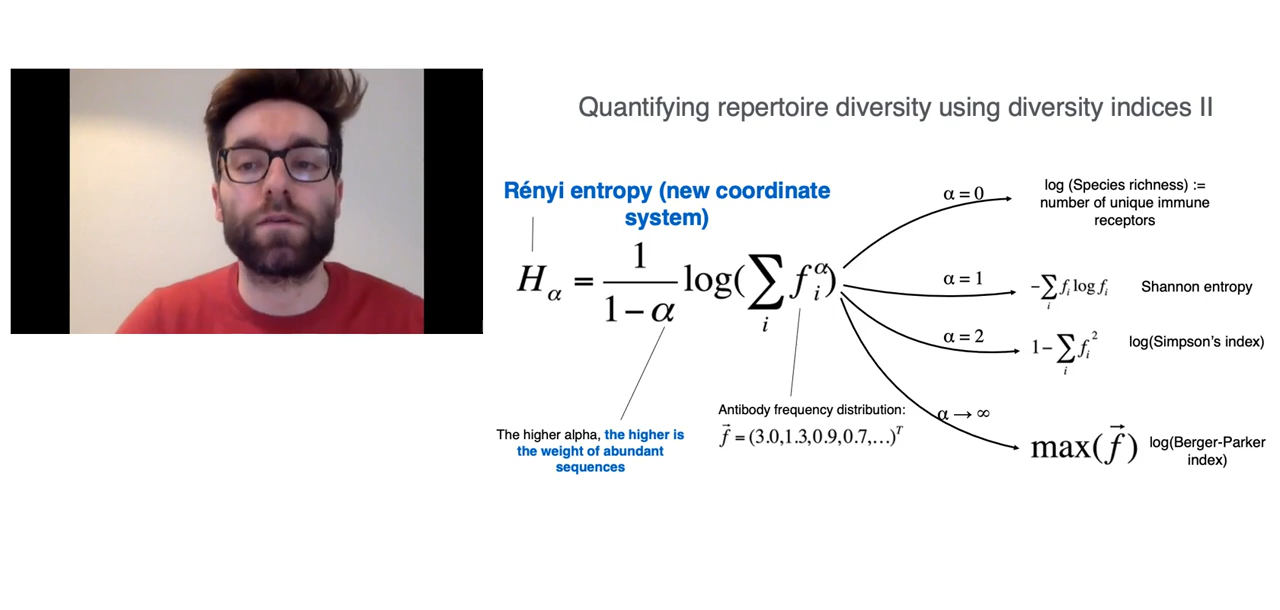 Quantifying repertoire diversity using diversity indices II
Rényi entropy (new coordinate
system)
H_α = 1/(1−α) log(∑_i f_i^α)
α = 0
log (Species richness) :=
number of unique immune
receptors
α = 1
−∑_i f_i log f_i
Shannon entropy
α = 2
1−∑_i f_i^2
log(Simpson's index)
α → ∞
max(f⃗)
log(Berger-Parker
index)
The higher alpha, the higher is
the weight of abundant
sequences
Antibody frequency distribution:
f⃗ = (3.0,1.3,0.9,0.7,...)^T